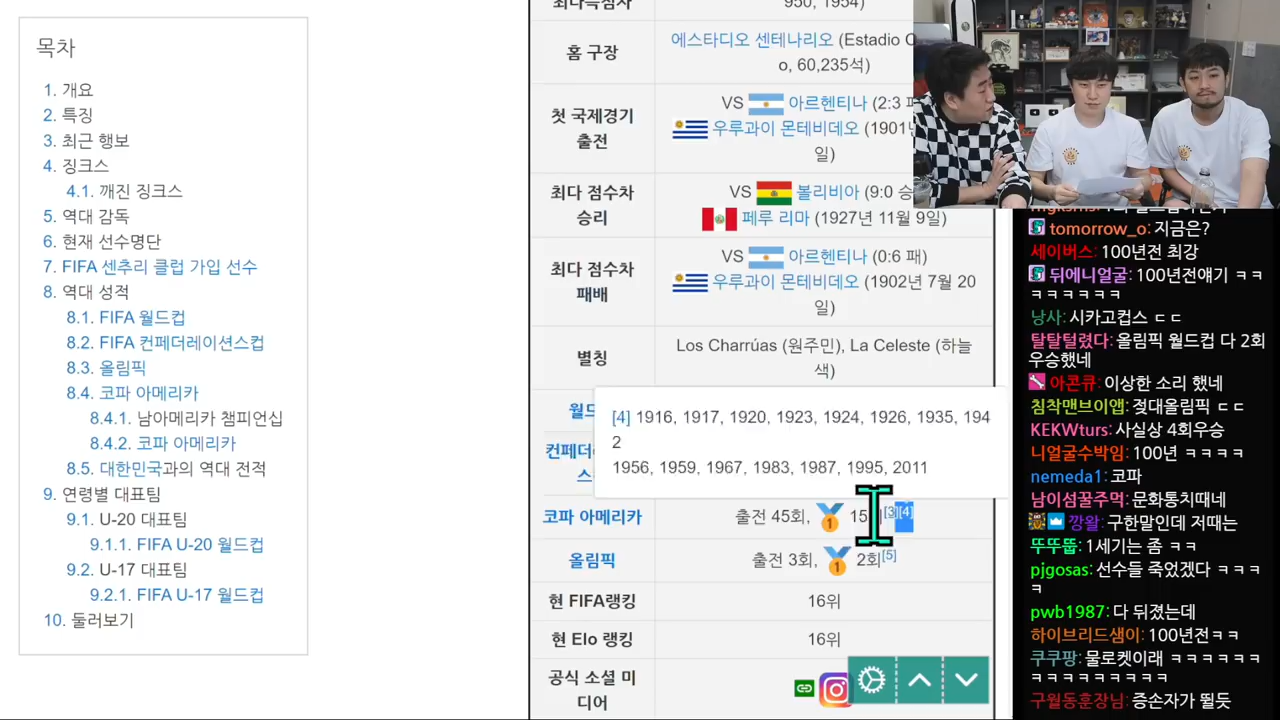 목차
1. 개요
2. 특징
3. 최근 행보
4. 징크스
4.1. 깨진 징크스
5. 역대 감독
6. 현재 선수명단
7. FIFA 센추리 클럽 가입 선수
8. 역대 성적
8.1. FIFA 월드컵
8.2. FIFA 컨페더레이션스컵
8.3. 올림픽
8.4. 코파 아메리카
8.4.1. 남아메리카 챔피언십
8.4.2. 코파 아메리카
8.5. 대한민국과의 역대 전적
9. 연령별 대표팀
9.1. U-20 대표팀
9.1.1. FIFA U-20 월드컵
9.2. U-17 대표팀
9.2.1. FIFA U-17 월드컵
10. 둘러보기
최다득점자
950, 1954)
홈 구장
에스타디오 센테나리오 (Estadio C
o, 60,235석)
첫 국제경기
출전
VS 아르헨티나 (2:3 패
우루과이 몬테비데오 (1901
일)
최다 점수차
승리
VS 볼리비아 (9:0 승
페루 리마 (1927년 11월 9일)
최다 점수차
패배
VS 아르헨티나 (0:6 패)
우루과이 몬테비데오 (1902년 7월 20
일)
별칭
Los Charrúas (원주민), La Celeste (하늘
색)
월드
컨페더
스
[4] 1916, 1917, 1920, 1923, 1924, 1926, 1935, 194
2
1956, 1959, 1967, 1983, 1987, 1995, 2011
코파 아메리카
출전 45회, 15 [3][4]
올림픽
출전 3회, 2회[5]
현 FIFA랭킹
16위
현 Elo 랭킹
16위
공식 소셜 미
디어
tomorrow_o: 지금은?
세이버스: 100년전 최강
뒤에니얼굴: 100년전얘기 ㅋㅋ
ㅋㅋㅋㅋㅋㅋ
낭사: 시카고컵스 ㄷㄷ
탈탈털렸다: 올림픽 월드컵 다 2회
우승했네
아콘큐: 이상한 소리 했네
침착맨브이앱: 젖대올림픽 ㄷㄷ
KEKWturs: 사실상 4회우승
니얼굴수박임: 100년 ㅋㅋㅋㅋ
nemeda1: 코파
남이섬꿀주먹: 문화통치때네
깡왈: 구한말인데 저때는
뚜뚜뚭: 1세기는 좀 ㅋㅋ
pjgosas: 선수들 죽었겠다 ㅋㅋㅋ
ㅋ
pwb1987: 다 뒤졌는데
하이브리드샘이: 100년전ㅋㅋ
쿠쿠팡: 물로켓이래 ㅋㅋㅋㅋㅋㅋ
ㅋㅋㅋㅋㅋㅋㅋㅋㅋ
구월동훈장님: 증손자가 뛸듯